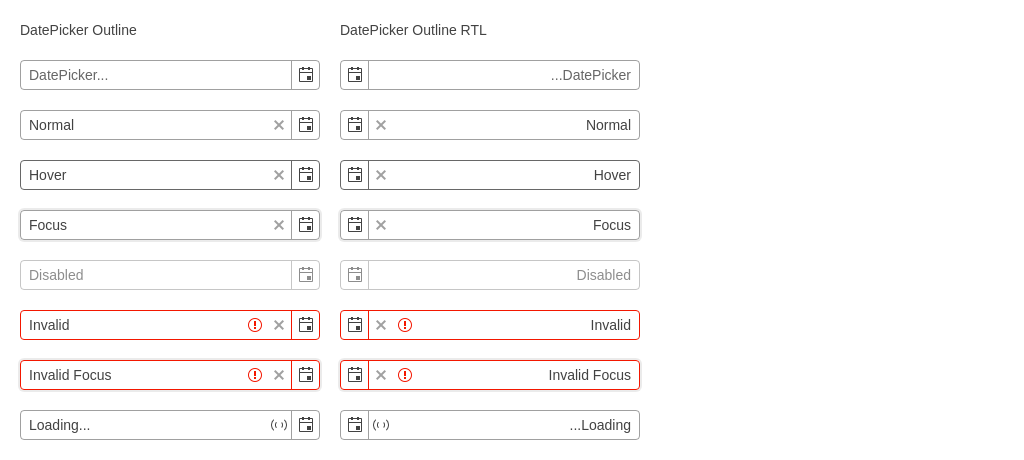 DatePicker Outline
DatePicker Outline RTL
DatePicker...
...DatePicker
Normal
Normal
Hover
Hover
Focus
Focus
Disabled
Disabled
Invalid
Invalid
Invalid Focus
Invalid Focus
Loading...
...Loading